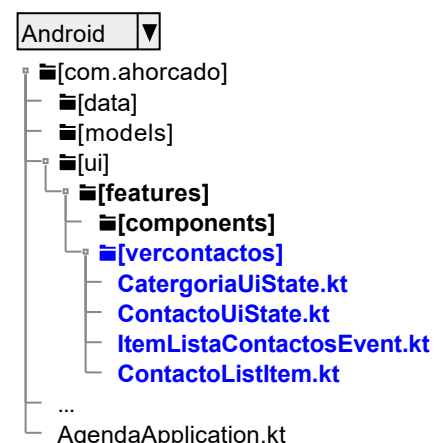 Android
[com.ahorcado]
[data]
[models]
[ui]
[features]
[components]
[vercontactos]
CatergoriaUiState.kt
ContactoUiState.kt
ItemListaContactosEvent.kt
ContactoListItem.kt
...
AgendaApplication.kt